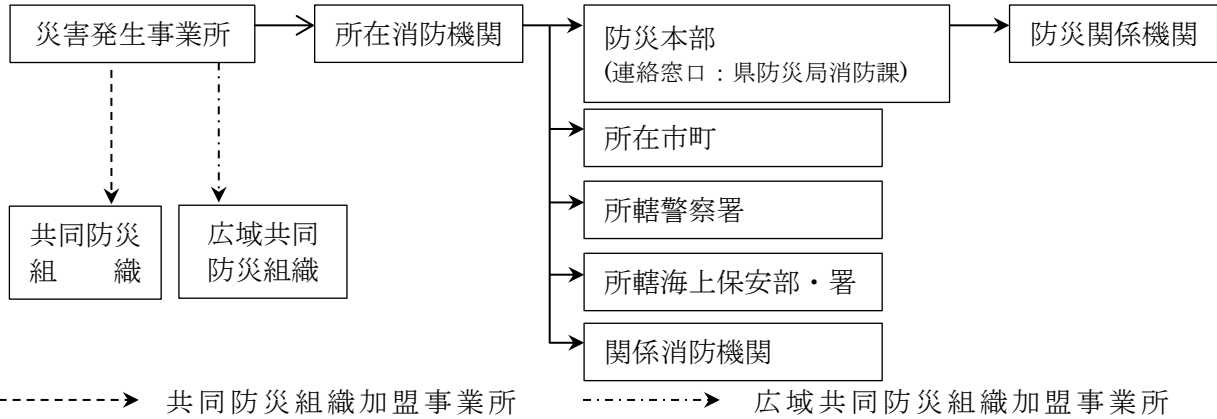 災害発生事業所
所在消防機関
防災本部
(連絡窓口：県防災局消防課)
防災関係機関
所在市町
所轄警察署
所轄海上保安部・署
関係消防機関
共同防災
組　　織
広域共同
防災組織
共同防災組織加盟事業所
広域共同防災組織加盟事業所